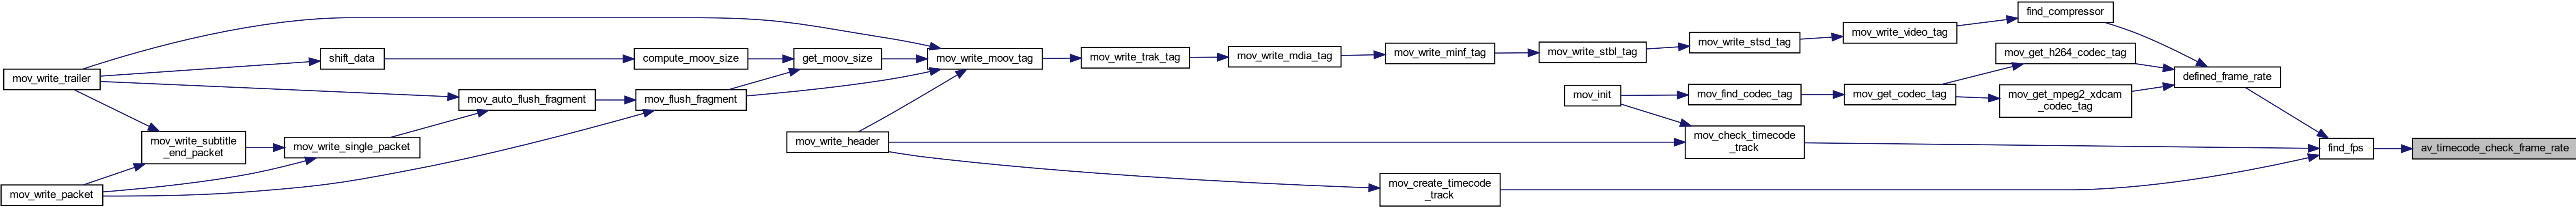 mov_write_trailer
mov_write_packet
mov_write_subtitle
_end_packet
shift_data
mov_write_single_packet
mov_auto_flush_fragment
compute_moov_size
mov_flush_fragment
get_moov_size
mov_write_header
mov_write_moov_tag
mov_write_trak_tag
mov_write_mdia_tag
mov_write_minf_tag
mov_create_timecode
_track
mov_write_stbl_tag
mov_init
mov_write_stsd_tag
mov_find_codec_tag
mov_check_timecode
_track
mov_write_video_tag
mov_get_codec_tag
find_compressor
mov_get_h264_codec_tag
mov_get_mpeg2_xdcam
_codec_tag
defined_frame_rate
find_fps
av_timecode_check_frame_rate